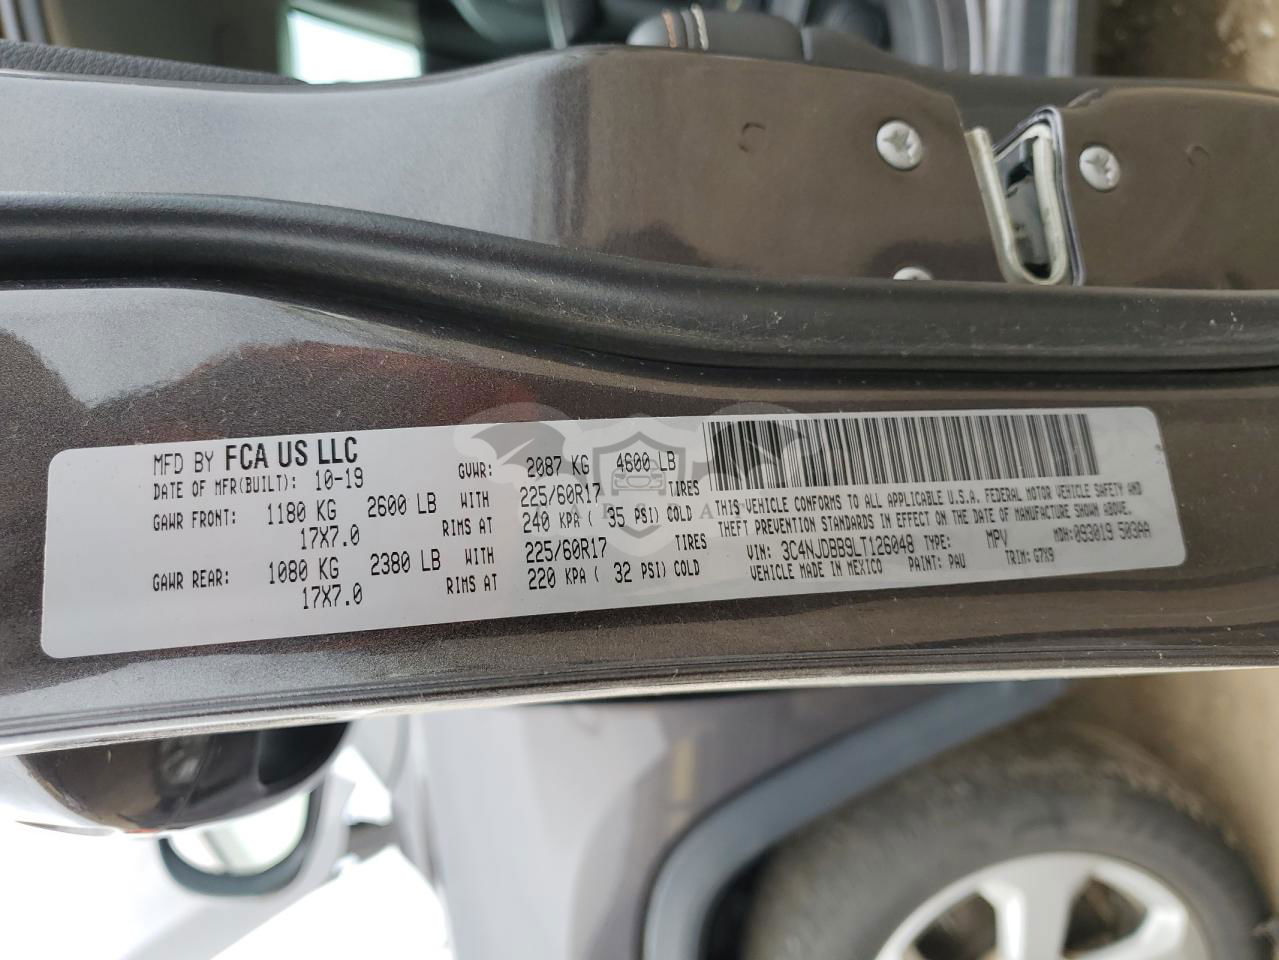 MFD BY FCA US LLC
DATE OF MFR(BUILT): 10-19 GVWR: 2087 KG 4600 LB
GAWR FRONT: 1180 KG 2600 LB WITH 225/60R17 TIRES
17X7.0 RIMS AT 240 KPA ( 35 PSI) COLD
GAWR REAR: 1080 KG 2380 LB WITH 225/60R17 TIRES
17X7.0 RIMS AT 220 KPA ( 32 PSI) COLD
THIS VEHICLE CONFORMS TO ALL APPLICABLE U.S.A. FEDERAL MOTOR VEHICLE SAFETY AND
THEFT PREVENTION STANDARDS IN EFFECT ON THE DATE OF MANUFACTURE SHOWN ABOVE.
VIN: 3C4NJDBB9LT126048 TYPE: MPV MDH: 093019 503AA
VEHICLE MADE IN MEXICO PAINT: PAU TRIM: G7X9